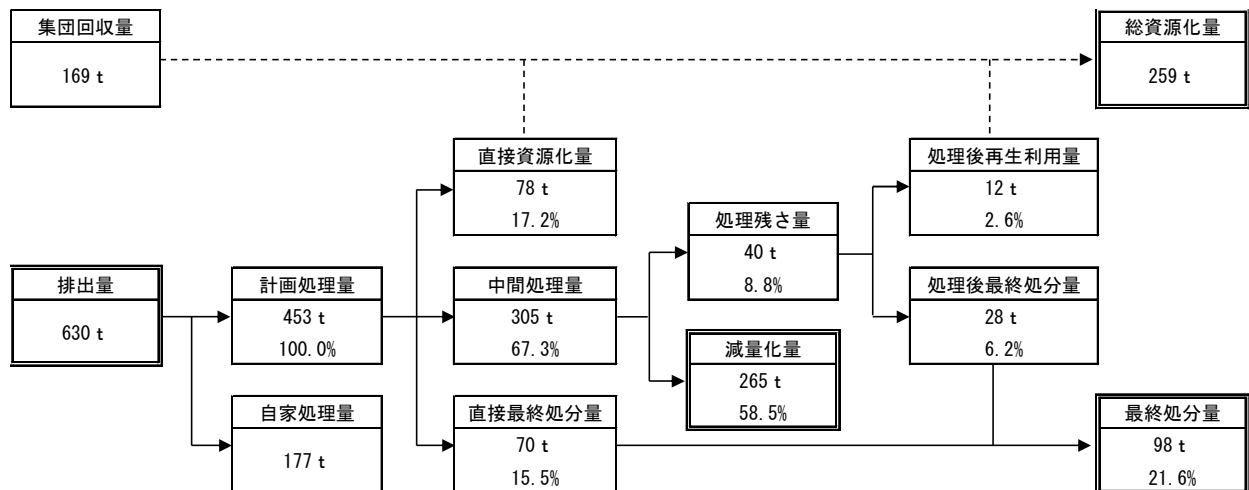 集団回収量
169 t
総資源化量
259 t
直接資源化量
78 t
17.2%
処理後再生利用量
12 t
2.6%
処理残さ量
40 t
8.8%
排出量
630 t
計画処理量
453 t
100.0%
中間処理量
305 t
67.3%
処理後最終処分量
28 t
6.2%
減量化量
265 t
58.5%
自家処理量
177 t
直接最終処分量
70 t
15.5%
最終処分量
98 t
21.6%